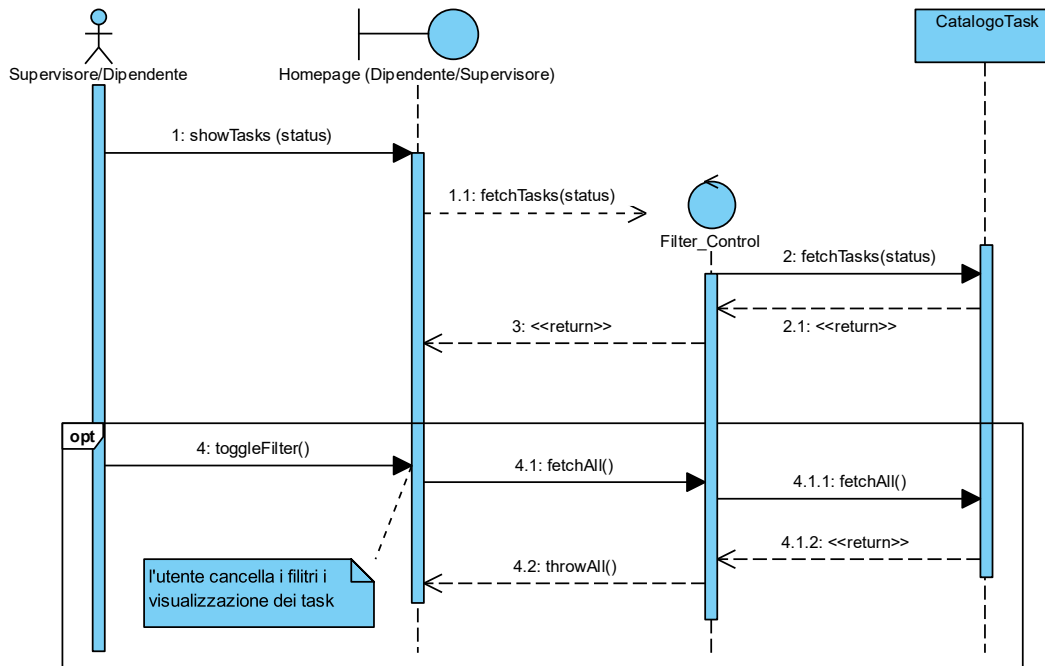 CatalogoTask
Supervisore/Dipendente
Homepage (Dipendente/Supervisore)
1: showTasks (status)
1.1: fetchTasks(status)
Filter_Control
2: fetchTasks(status)
2.1: <<return>>
3: <<return>>
opt
4: toggleFilter()
4.1: fetchAll()
4.1.1: fetchAll()
4.1.2: <<return>>
4.2: throwAll()
l'utente cancella i filitri i
visualizzazione dei task